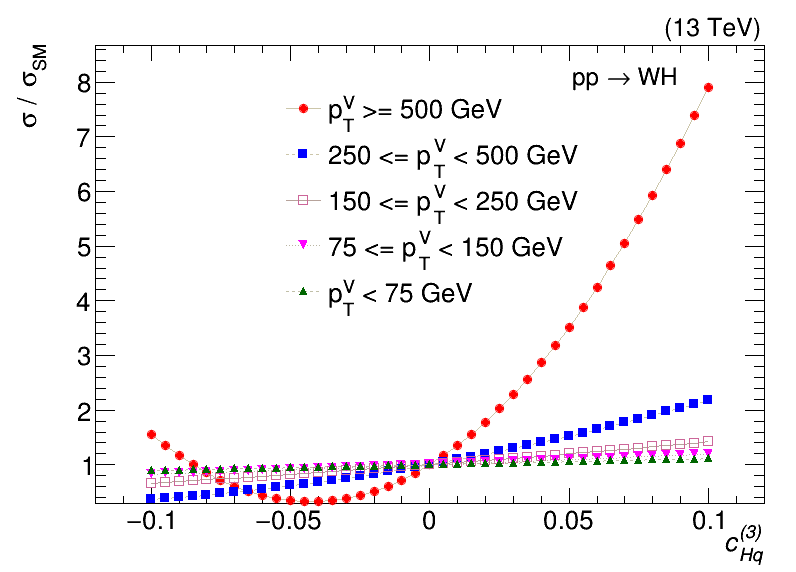 (13 TeV)
σ / σSM
pp → WH
pTV >= 500 GeV
250 <= pTV < 500 GeV
150 <= pTV < 250 GeV
75 <= pTV < 150 GeV
pTV < 75 GeV
8
7
6
5
4
3
2
1
−0.1 −0.05 0 0.05 0.1
cHq(3)